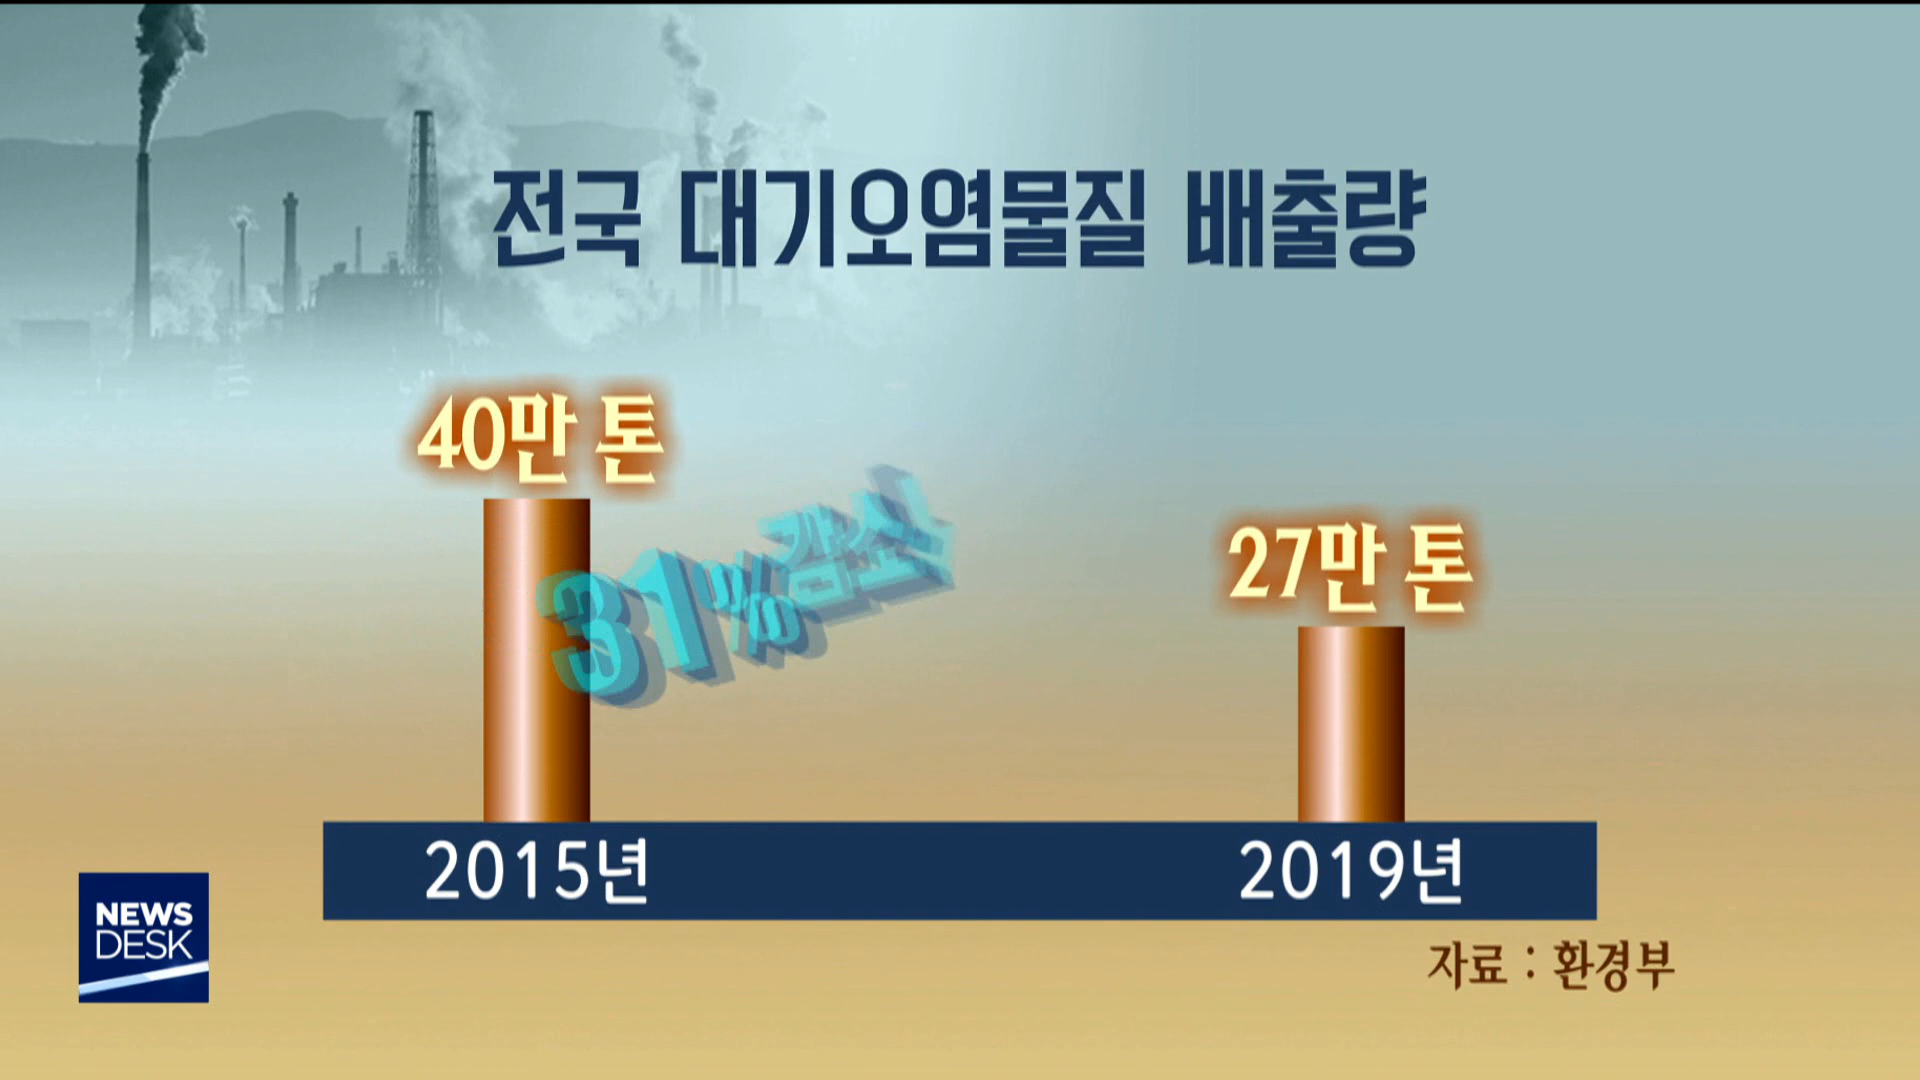 전국 대기오염물질 배출량
40만 톤
31% 감소
27만 톤
2015년
2019년
자료 : 환경부
NEWS
DESK